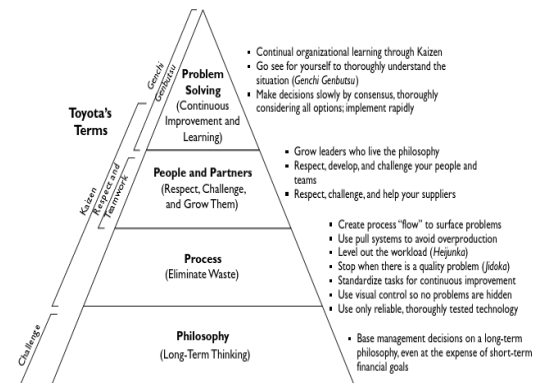 Toyota's
Terms
Genchi
Genbutsu
Kaizen
Respect and
Teamwork
Challenge
Problem
Solving
(Continuous
Improvement and
Learning)
▪ Continual organizational learning through Kaizen
▪ Go see for yourself to thoroughly understand the
situation (Genchi Genbutsu)
▪ Make decisions slowly by consensus, thoroughly
considering all options; implement rapidly
People and Partners
(Respect, Challenge,
and Grow Them)
▪ Grow leaders who live the philosophy
▪ Respect, develop, and challenge your people and
teams
▪ Respect, challenge, and help your suppliers
Process
(Eliminate Waste)
▪ Create process "flow" to surface problems
▪ Use pull systems to avoid overproduction
▪ Level out the workload (Heijunka)
▪ Stop when there is a quality problem (Jidoka)
▪ Standardize tasks for continuous improvement
▪ Use visual control so no problems are hidden
▪ Use only reliable, thoroughly tested technology
Philosophy
(Long-Term Thinking)
▪ Base management decisions on a long-term
philosophy, even at the expense of short-term
financial goals